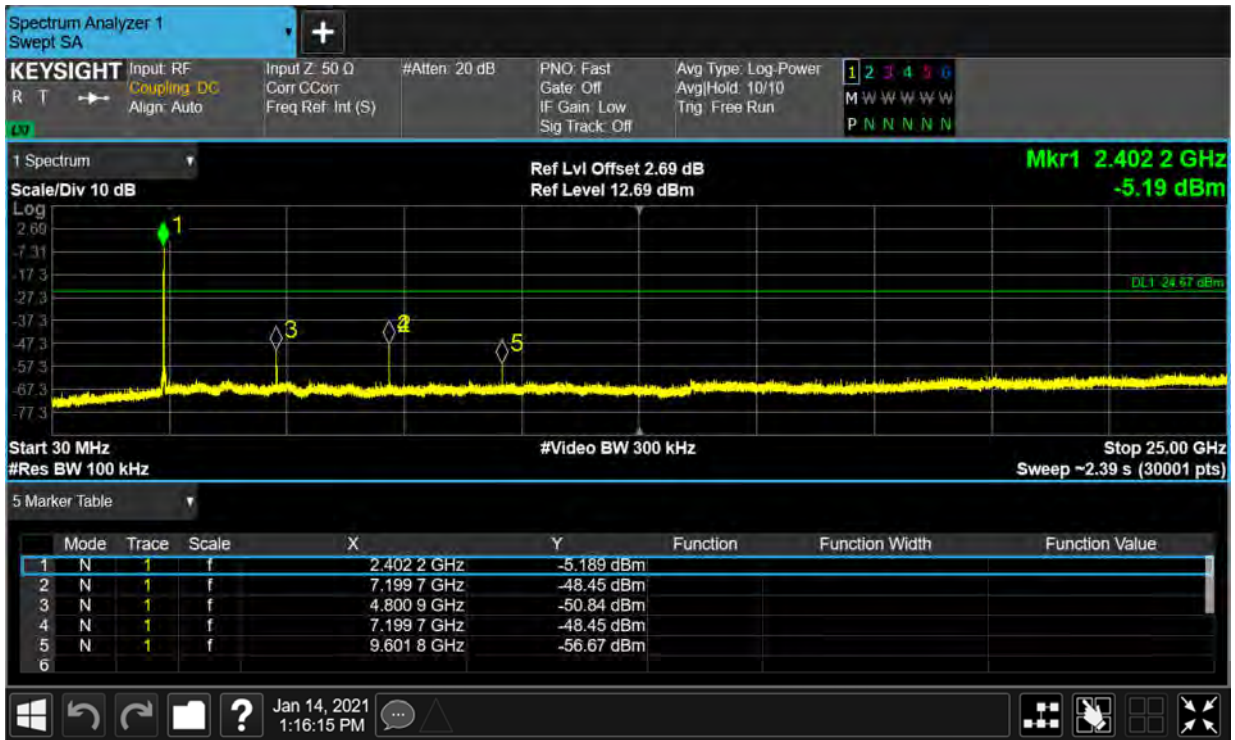 Spectrum Analyzer 1
Swept SA
+
KEYSIGHT Input: RF Input Z: 50 Ω #Atten: 20 dB PNO: Fast Avg Type: Log-Power 1 2 3 4 5 6
R T Coupling: DC Corr CCorr Gate: Off Avg|Hold: 10/10 M W W W W W
Align: Auto Freq Ref: Int (S) IF Gain: Low Trig: Free Run
LXI Sig Track: Off P N N N N N
1 Spectrum
Ref Lvl Offset 2.69 dB Mkr1 2.402 2 GHz
Scale/Div 10 dB Ref Level 12.69 dBm -5.19 dBm
Log
1
2.69
-7.31
-17.3
DL1 -24.67 dBm
-27.3
-37.3
3
5
-47.3
-57.3
-67.3
-77.3
Start 30 MHz #Video BW 300 kHz Stop 25.00 GHz
#Res BW 100 kHz Sweep ~2.39 s (30001 pts)
5 Marker Table
Mode Trace Scale X Y Function Function Width Function Value
1 N 1 f 2.402 2 GHz -5.189 dBm
2 N 1 f 7.199 7 GHz -48.45 dBm
3 N 1 f 4.800 9 GHz -50.84 dBm
4 N 1 f 7.199 7 GHz -48.45 dBm
5 N 1 f 9.601 8 GHz -56.67 dBm
6
? Jan 14, 2021
1:16:15 PM